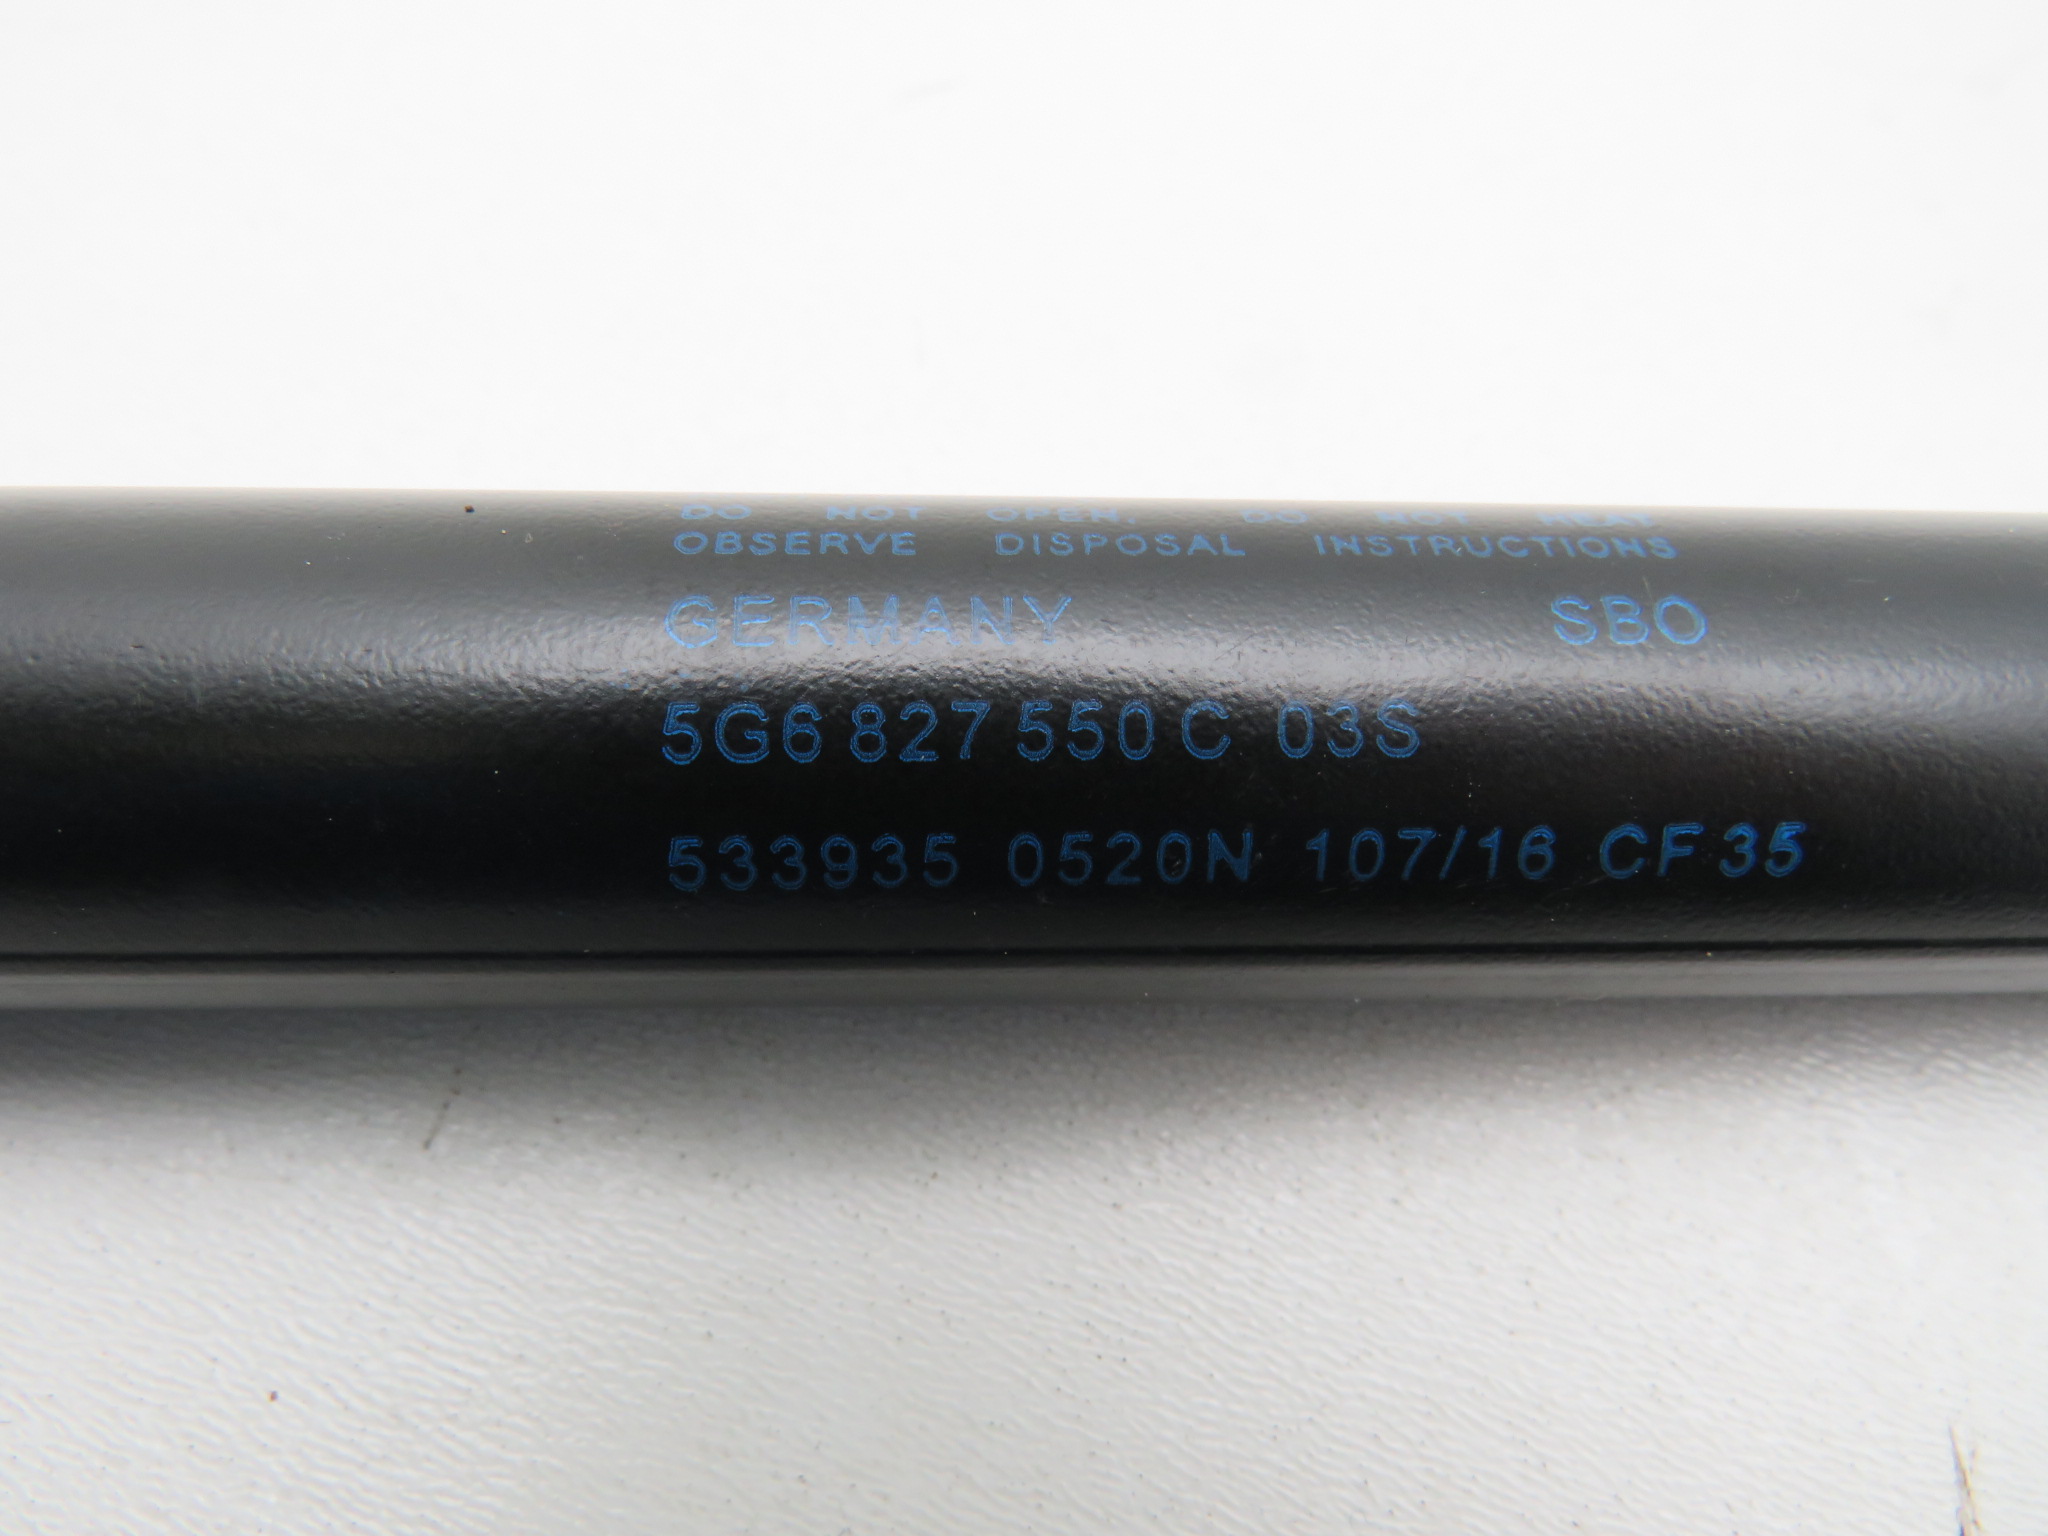 DO NOT OPEN. DO NOT HEAT
OBSERVE DISPOSAL INSTRUCTIONS
GERMANY SBO
5G6 827 550 C 03S
533935 0520N 107/16 CF35